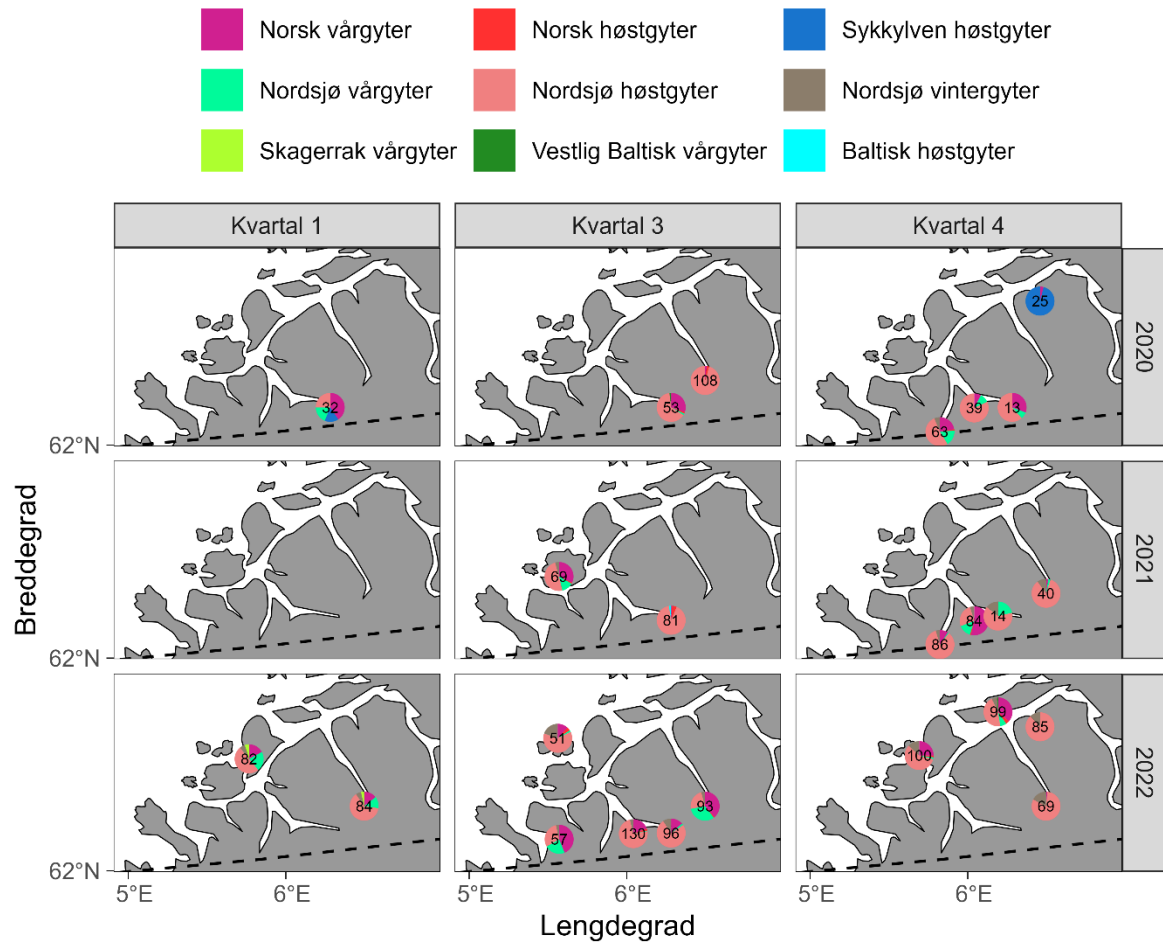 Norsk vårgyter Norsk høstgyter Sykkylven høstgyter
Nordsjø vårgyter Nordsjø høstgyter Nordsjø vintergyter
Skagerrak vårgyter Vestlig Baltisk vårgyter Baltisk høstgyter
Kvartal 1 Kvartal 3 Kvartal 4
25
108
32 53 39 13
63
62°N
2020
69
40
81 84 14
86
62°N
2021
99
51 85
82 100
84 93 69
57 130 96
62°N
2022
5°E 6°E 5°E 6°E 5°E 6°E
Breddegrad
Lengdegrad